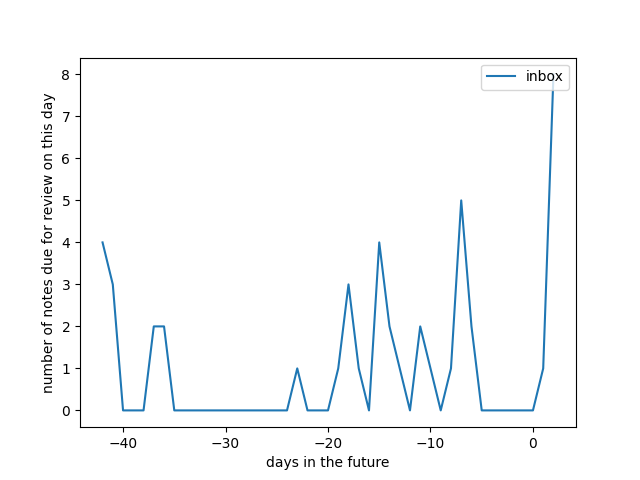 inbox
8
7
6
5
4
3
2
1
0
number of notes due for review on this day
−40 −30 −20 −10 0
days in the future